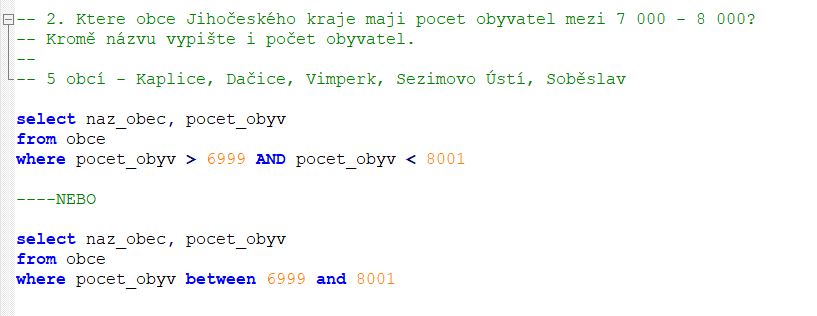 -- 2. Ktere obce Jihočeského kraje maji pocet obyvatel mezi 7 000 - 8 000?
-- Kromě názvu vypište i počet obyvatel.
--
-- 5 obcí - Kaplice, Dačice, Vimperk, Sezimovo Ústí, Soběslav
select naz_obec, pocet_obyv
from obce
where pocet_obyv > 6999 AND pocet_obyv < 8001
----NEBO
select naz_obec, pocet_obyv
from obce
where pocet_obyv between 6999 and 8001